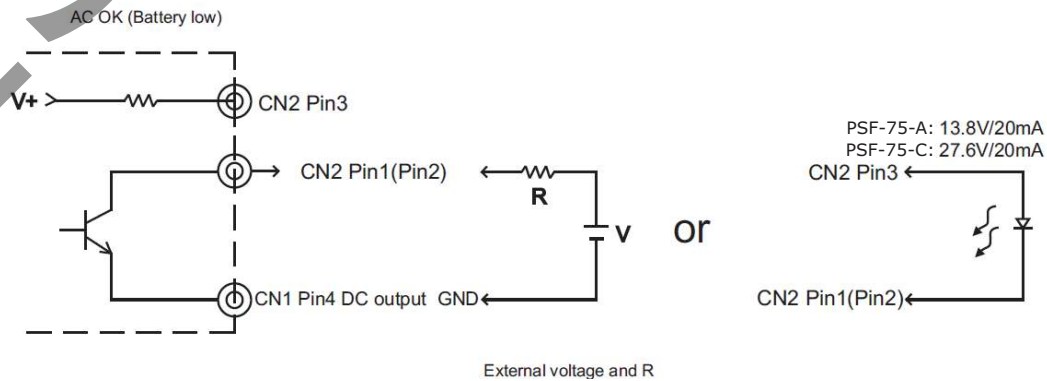 AC OK (Battery low)
V+
CN2 Pin3
PSF-75-A: 13.8V/20mA
PSF-75-C: 27.6V/20mA
CN2 Pin1(Pin2)
R
V
or
CN2 Pin3
CN1 Pin4 DC output GND
CN2 Pin1(Pin2)
External voltage and R